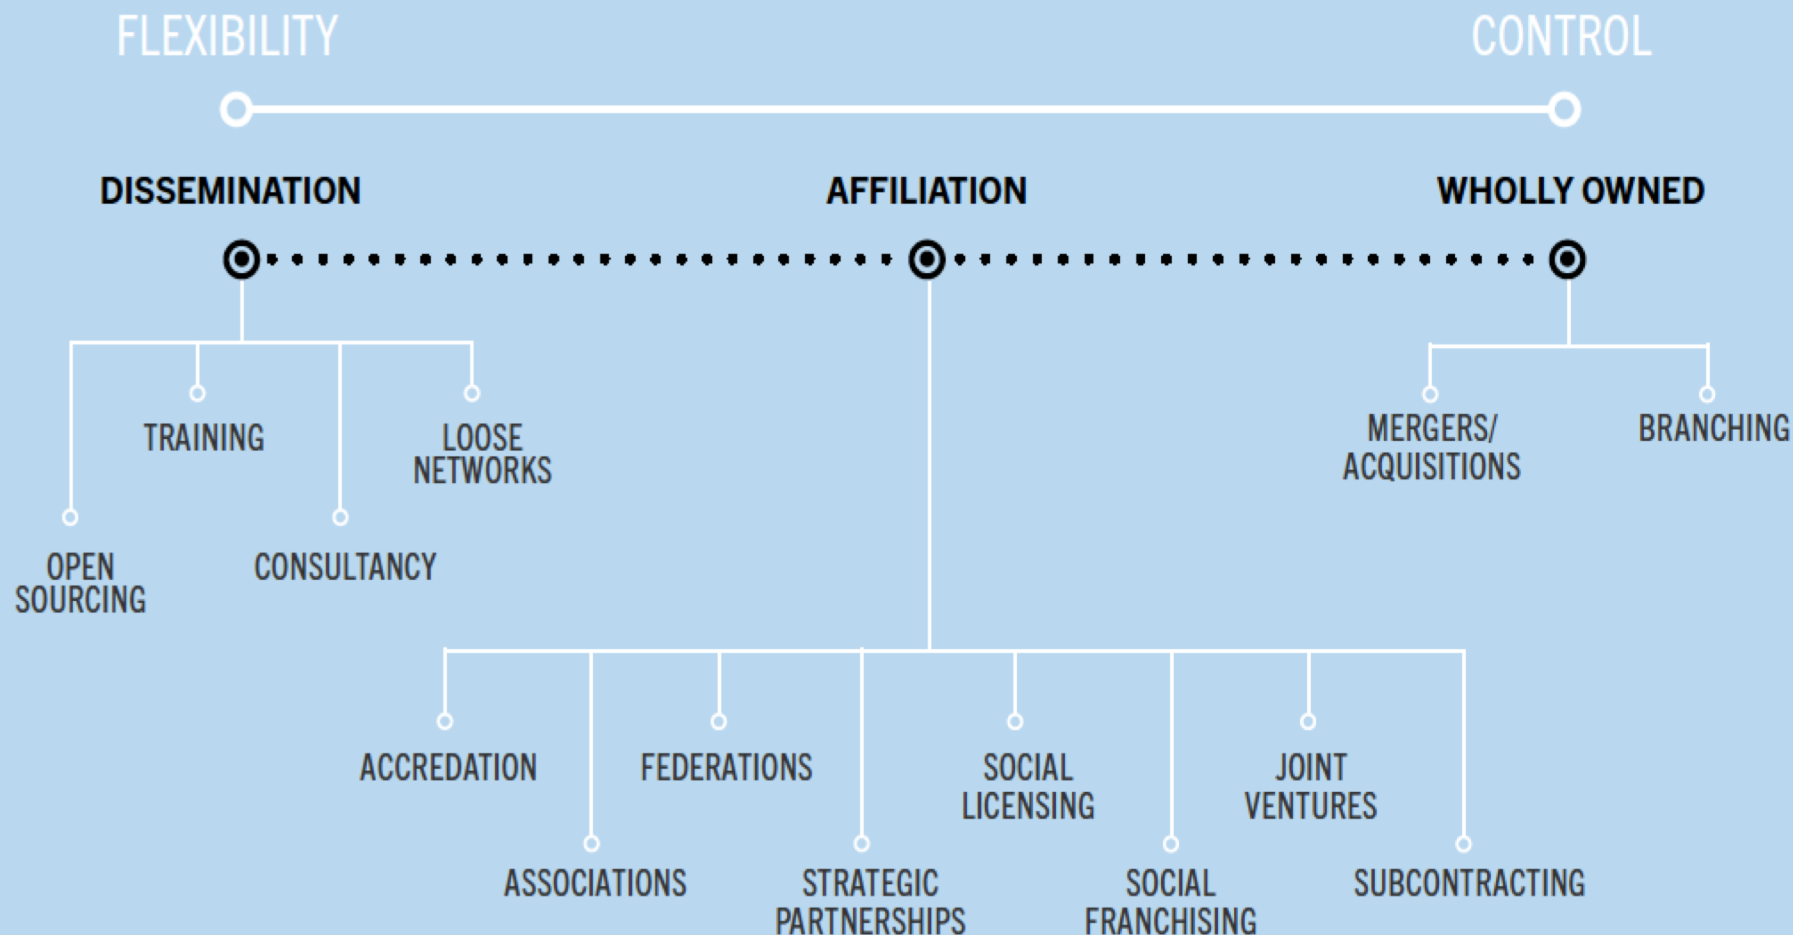 FLEXIBILITY
CONTROL
DISSEMINATION
AFFILIATION
WHOLLY OWNED
OPEN
SOURCING
TRAINING
CONSULTANCY
LOOSE
NETWORKS
MERGERS/
ACQUISITIONS
BRANCHING
ACCREDATION
ASSOCIATIONS
FEDERATIONS
STRATEGIC
PARTNERSHIPS
SOCIAL
LICENSING
SOCIAL
FRANCHISING
JOINT
VENTURES
SUBCONTRACTING